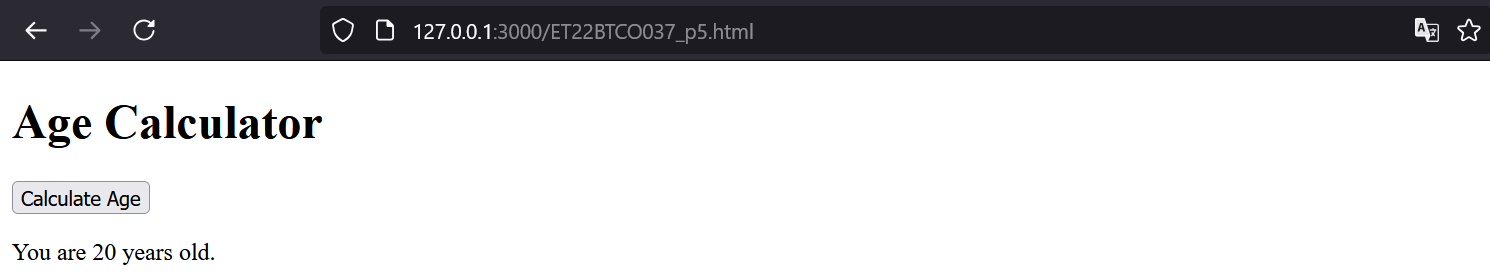 127.0.0.1:3000/ET22BTCO037_p5.html
Age Calculator
Calculate Age
You are 20 years old.